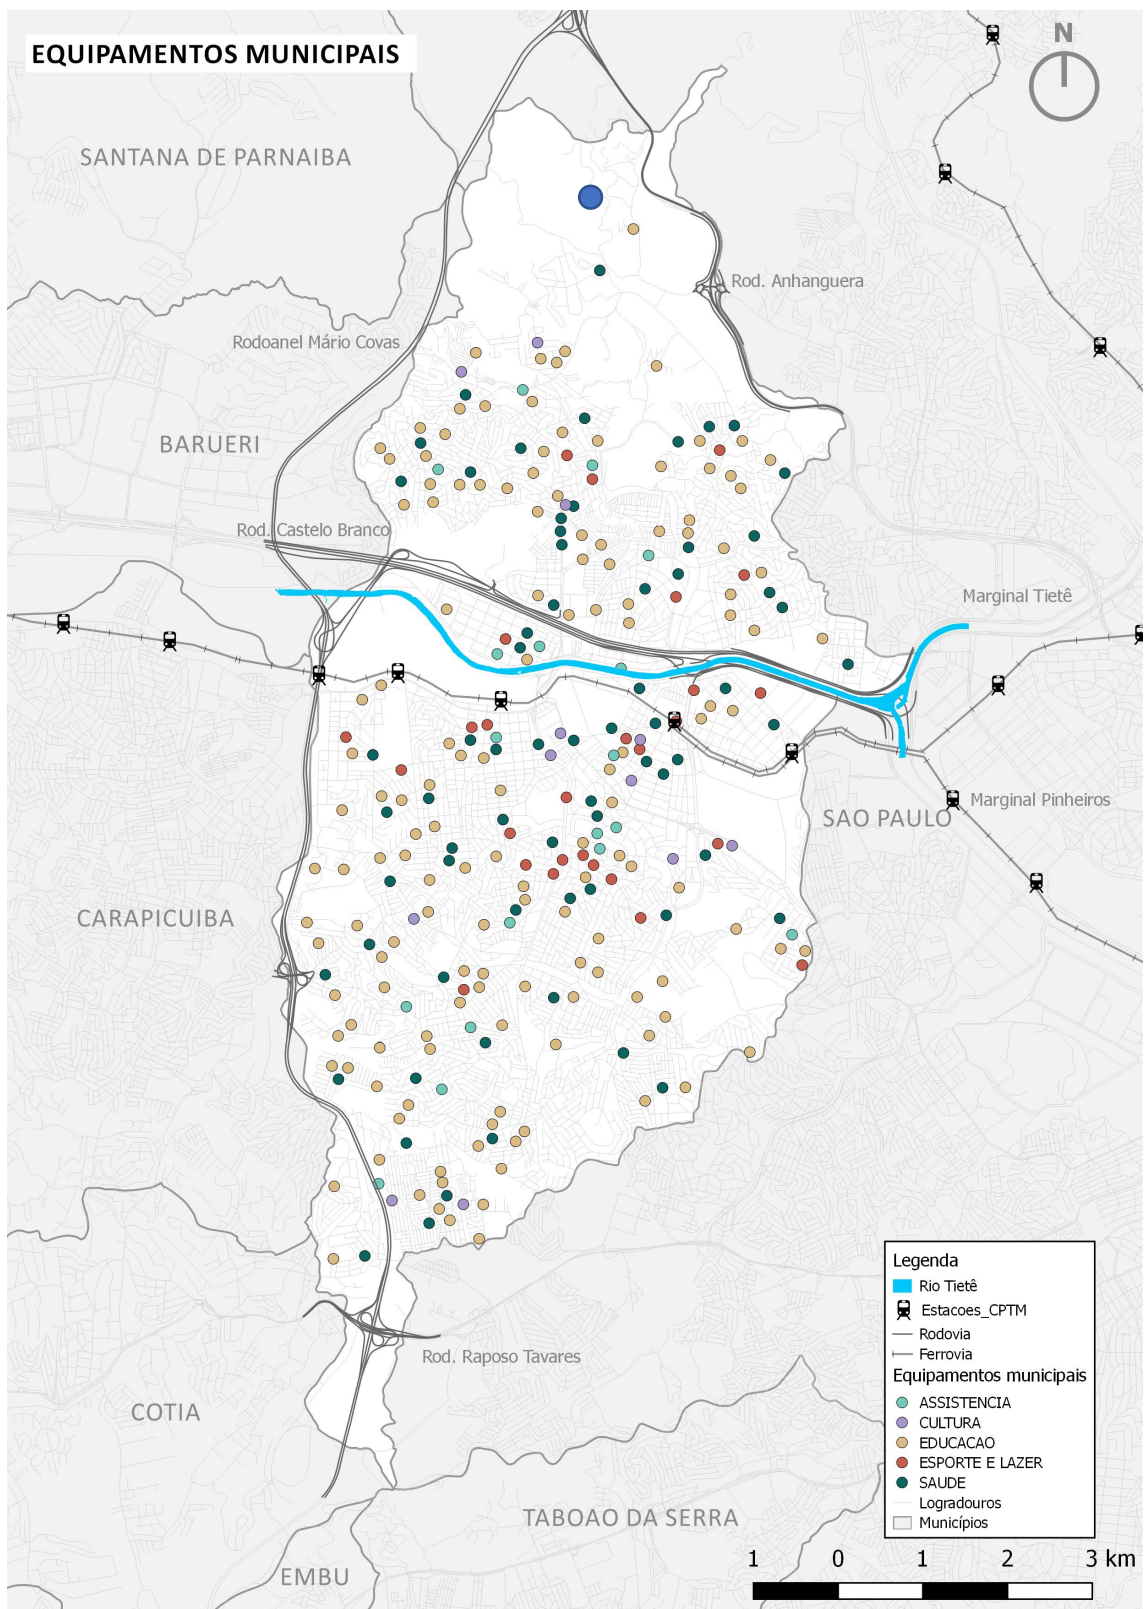 EQUIPAMENTOS MUNICIPAIS
N
SANTANA DE PARNAIBA
Rod. Anhanguera
Rodoanel Mário Covas
BARUERI
Rod. Castelo Branco
Marginal Tietê
Marginal Pinheiros
SAO PAULO
CARAPICUIBA
Legenda
Rio Tietê
Estacoes_CPTM
Rodovia
Ferrovia
Equipamentos municipais
ASSISTENCIA
CULTURA
EDUCACAO
ESPORTE E LAZER
SAUDE
Logradouros
Municípios
Rod. Raposo Tavares
COTIA
TABOAO DA SERRA
EMBU
1 0 1 2 3 km